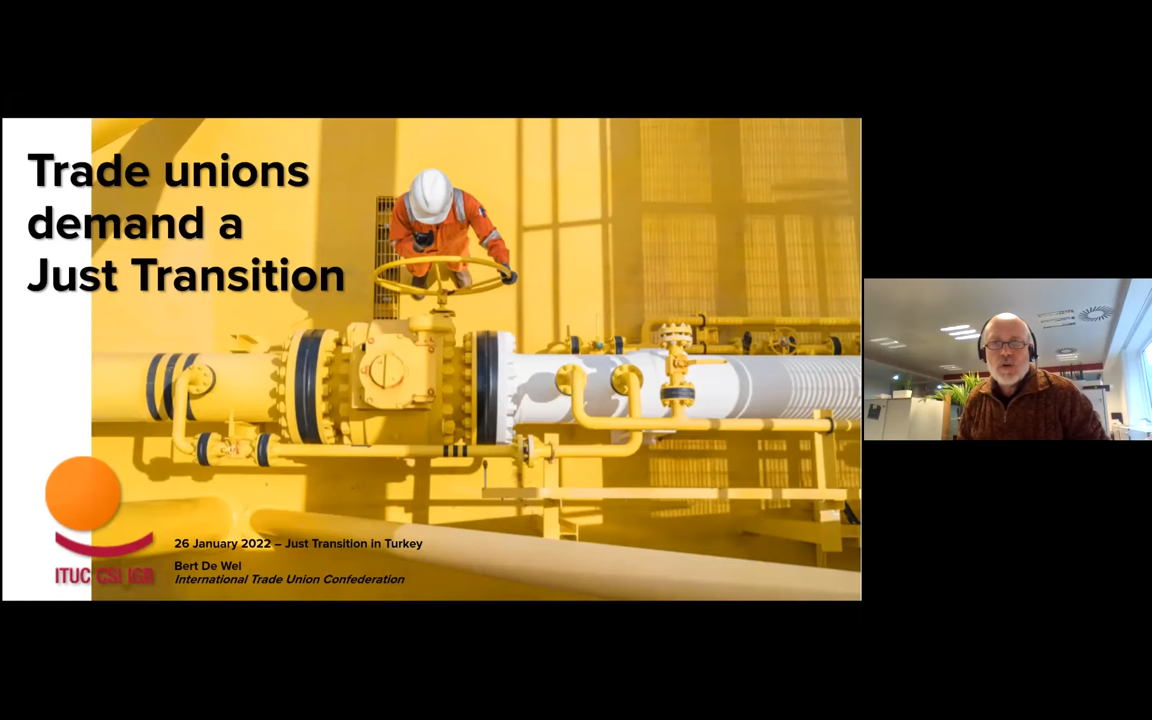 Trade unions
demand a
Just Transition
26 January 2022 – Just Transition in Turkey
Bert De Wel
International Trade Union Confederation
ITUC CSI IGB